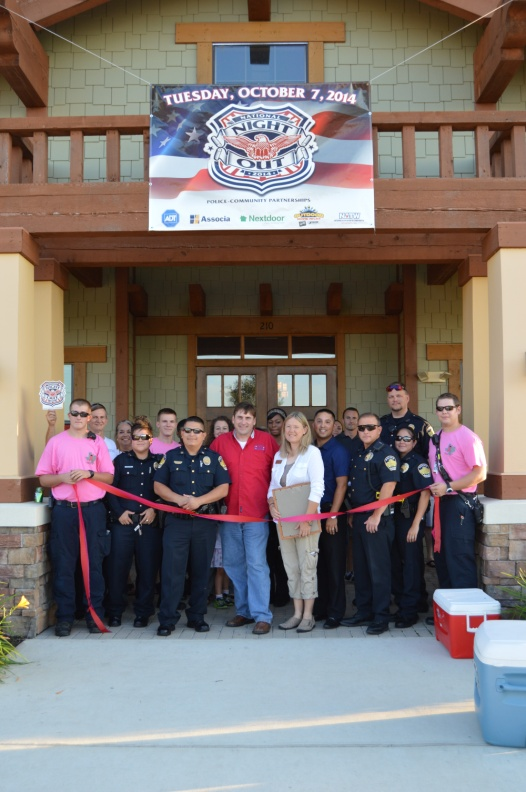 TUESDAY, OCTOBER 7, 2014
NATIONAL
NIGHT
OUT
· 2014 ·
POLICE-COMMUNITY PARTNERSHIPS
ADT
Associa
Nextdoor
210